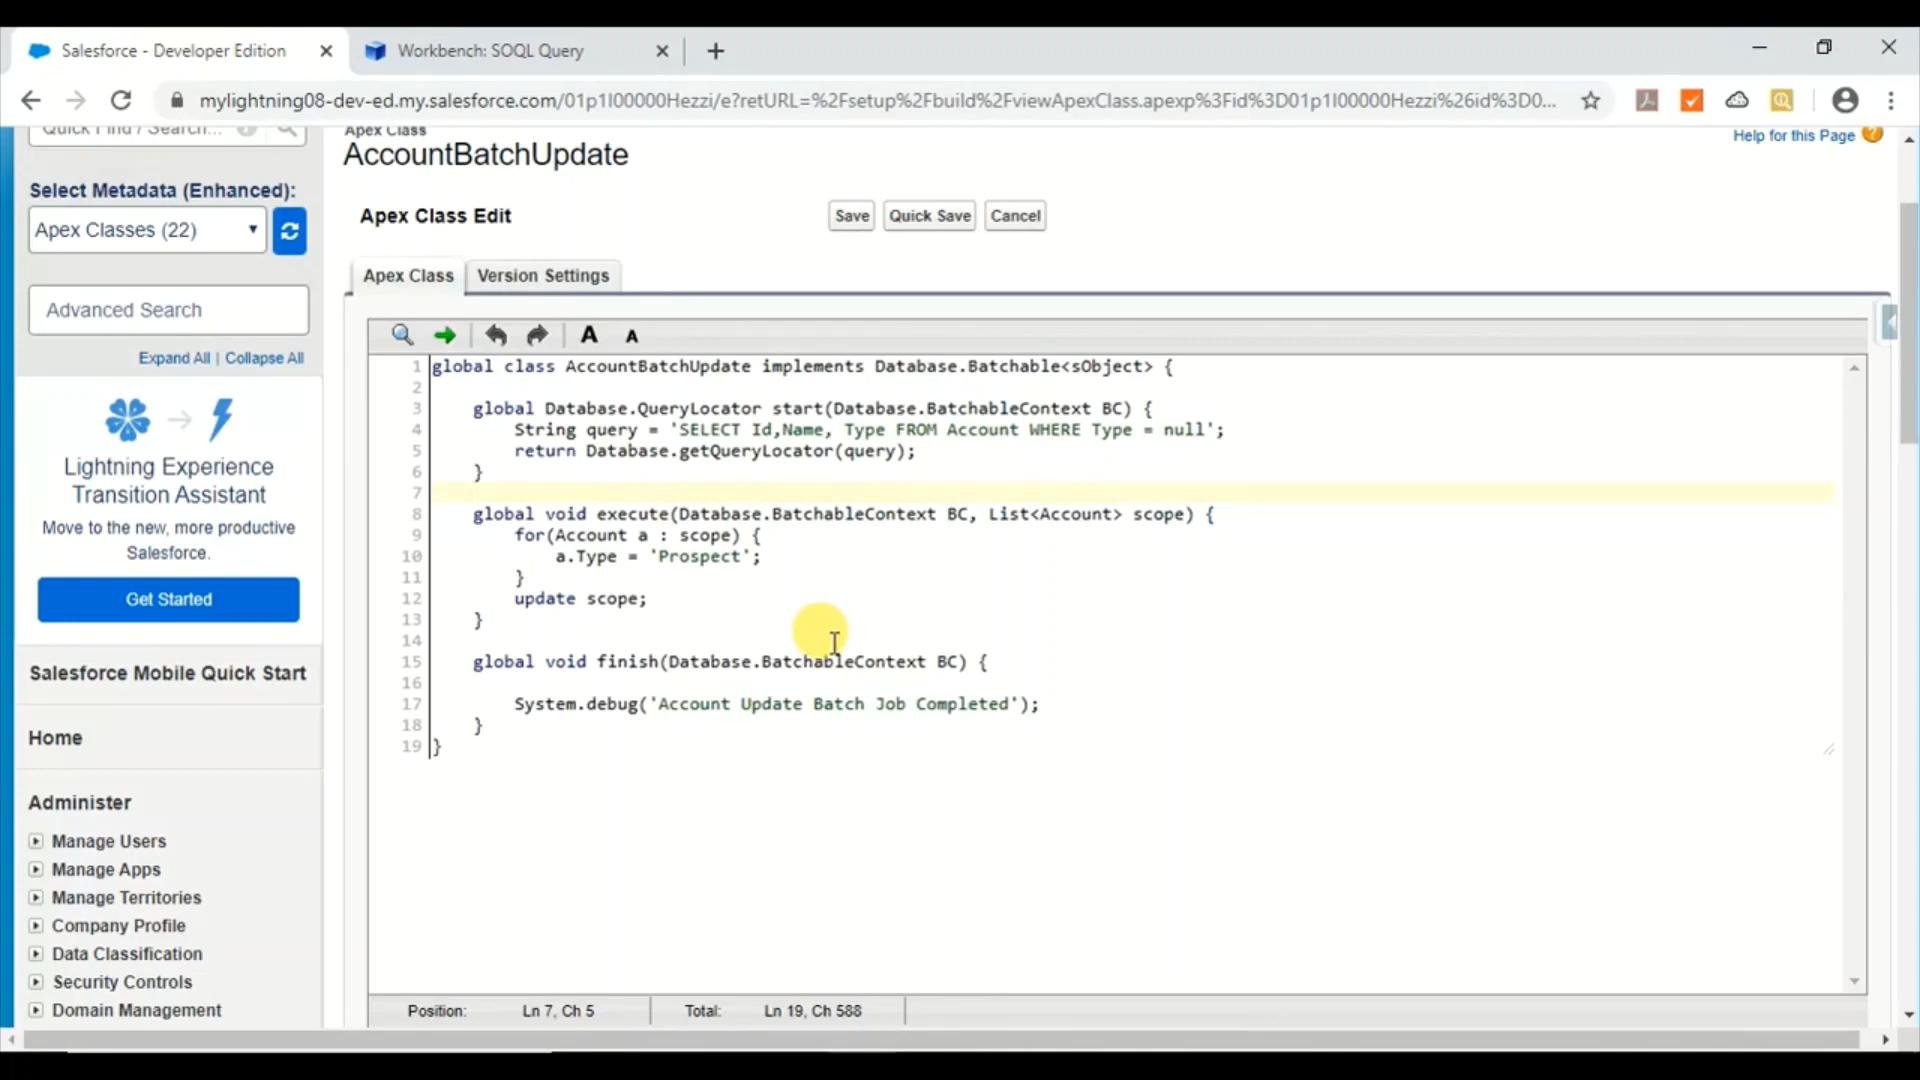 Salesforce - Developer Edition
Workbench: SOQL Query
mylightning08-dev-ed.my.salesforce.com/01p1I00000Hezzi/e?retURL=%2Fsetup%2Fbuild%2FviewApexClass.apexp%3Fid%3D01p1I00000Hezzi%26id%3D0...
Quick Find / Search...
Apex Class
Help for this Page
AccountBatchUpdate
Select Metadata (Enhanced):
Apex Classes (22)
Apex Class Edit
Save
Quick Save
Cancel
Apex Class
Version Settings
Advanced Search
Expand All | Collapse All
A A
1 global class AccountBatchUpdate implements Database.Batchable<sObject> {
2
3 global Database.QueryLocator start(Database.BatchableContext BC) {
4 String query = 'SELECT Id,Name, Type FROM Account WHERE Type = null';
5 return Database.getQueryLocator(query);
6 }
7
8 global void execute(Database.BatchableContext BC, List<Account> scope) {
9 for(Account a : scope) {
10 a.Type = 'Prospect';
11 }
12 update scope;
13 }
14
15 global void finish(Database.BatchableContext BC) {
16
17 System.debug('Account Update Batch Job Completed');
18 }
19 }
Position: Ln 7, Ch 5
Total: Ln 19, Ch 588
Lightning Experience
Transition Assistant
Move to the new, more productive
Salesforce.
Get Started
Salesforce Mobile Quick Start
Home
Administer
Manage Users
Manage Apps
Manage Territories
Company Profile
Data Classification
Security Controls
Domain Management